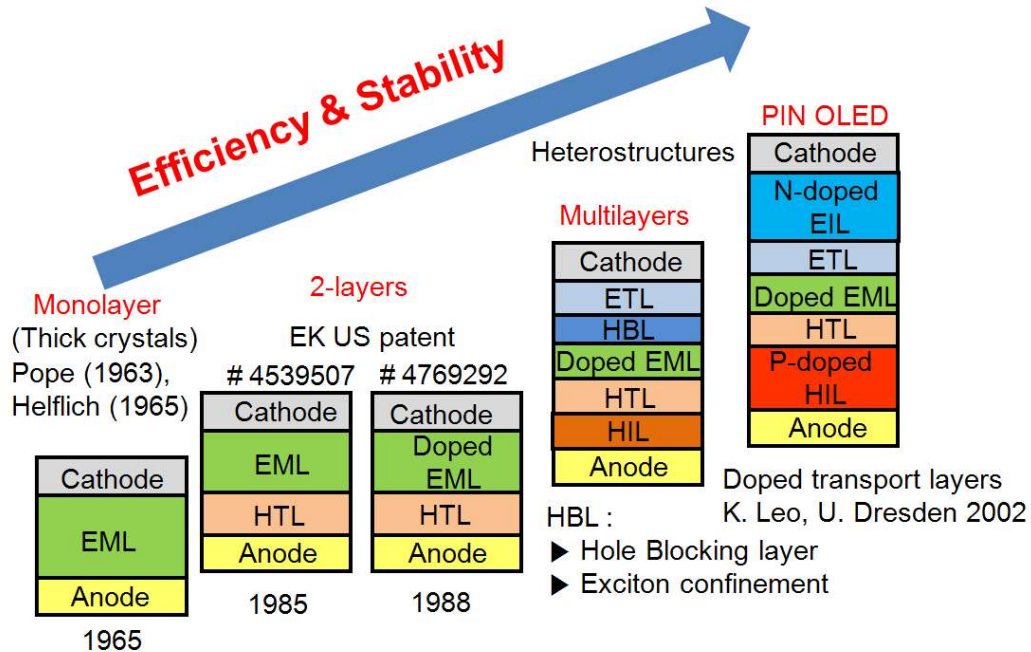 Efficiency & Stability
Monolayer
(Thick crystals)
Pope (1963),
Helflich (1965)
Cathode
EML
Anode
1965
2-layers
EK US patent
# 4539507
Cathode
EML
HTL
Anode
1985
# 4769292
Cathode
Doped
EML
HTL
Anode
1988
Heterostructures
Multilayers
Cathode
ETL
HBL
Doped EML
HTL
HIL
Anode
HBL :
▶ Hole Blocking layer
▶ Exciton confinement
PIN OLED
Cathode
N-doped
EIL
ETL
Doped EML
HTL
P-doped
HIL
Anode
Doped transport layers
K. Leo, U. Dresden 2002